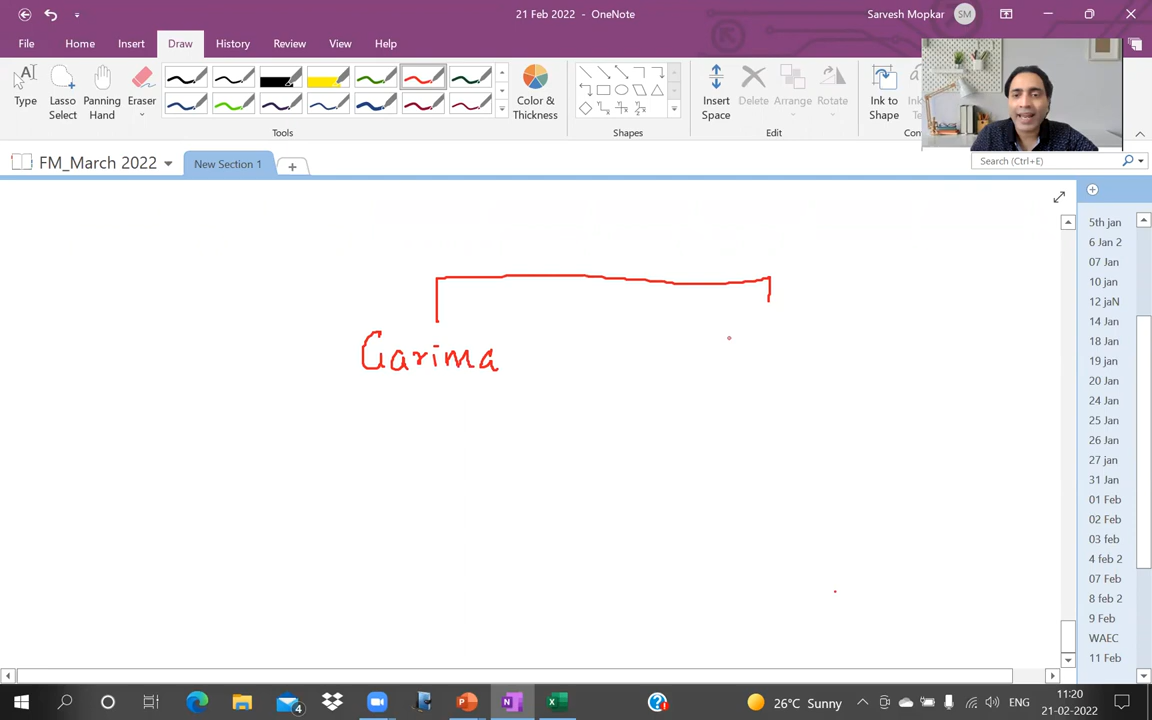 21 Feb 2022 - OneNote
Sarvesh Mopkar SM
File Home Insert Draw History Review View Help
Type
Lasso Select
Panning Hand
Eraser
Color & Thickness
Insert Space
Delete
Arrange
Rotate
Ink to Shape
Tools
Shapes
Edit
FM_March 2022
New Section 1
Search (Ctrl+E)
5th jan
6 Jan 2
07 Jan
10 jan
12 jaN
14 Jan
18 Jan
19 jan
20 Jan
24 Jan
25 Jan
26 Jan
27 jan
31 Jan
01 Feb
02 Feb
03 feb
4 feb 2
07 Feb
8 feb 2
9 Feb
WAEC
11 Feb
Garima
4
26°C Sunny
ENG
11:20
21-02-2022